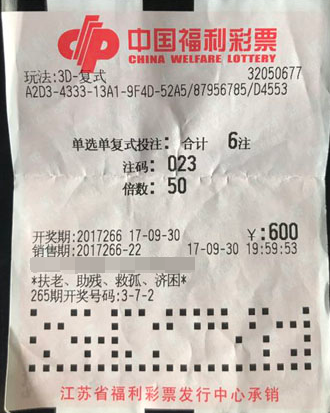 中国福利彩票
CHINA WELFARE LOTTERY
玩法:3D-复式 32050677
A2D3-4333-13A1-9F4D-52A5/87956785/D4553
单选单复式投注: 合计 6注
注码: 023
倍数: 50
开奖期:2017266 17-09-30 ¥:600
销售期:2017266-22 17-09-30 19:59:53
*扶老、助残、救孤、济困*
265期开奖号码:3-7-2
江苏省福利彩票发行中心承销